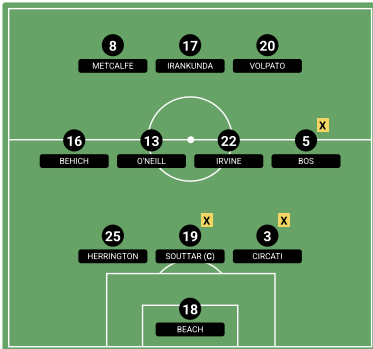 8 17 20
METCALFE IRANKUNDA VOLPATO
X
16 13 22 5
BEHICH O'NEILL IRVINE BOS
X X
25 19 3
HERRINGTON SOUTTAR (C) CIRCATI
18
BEACH